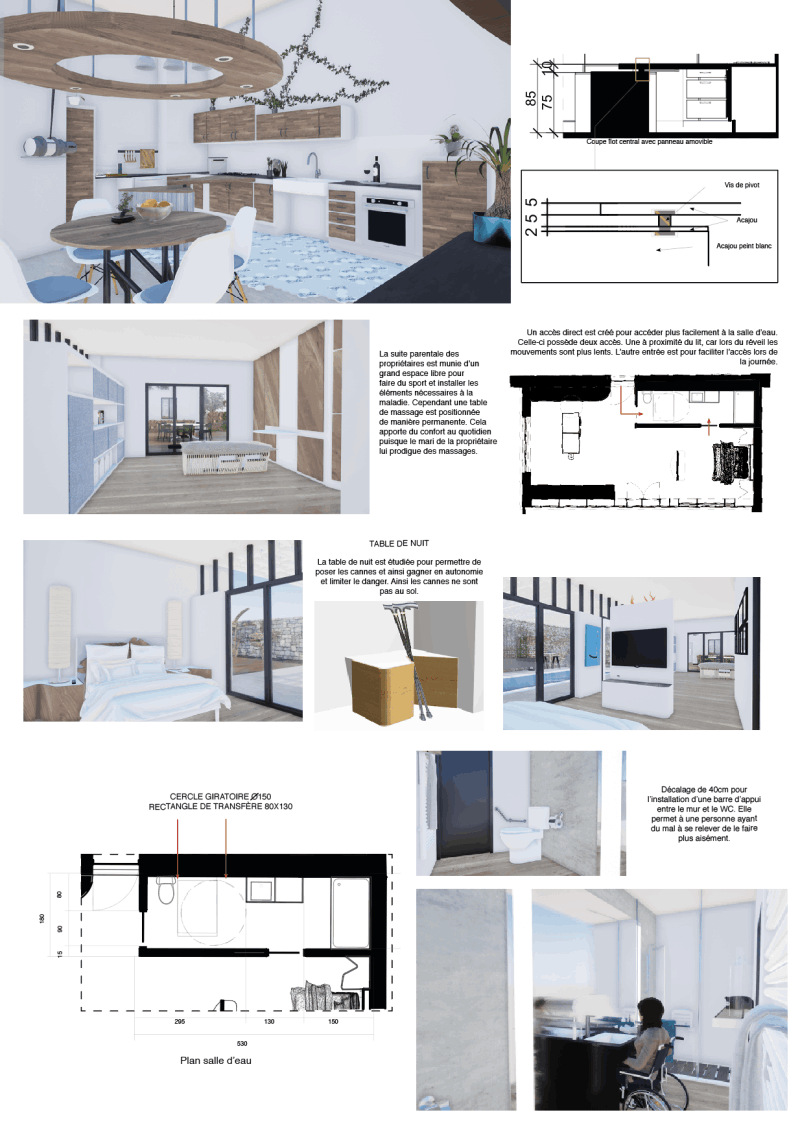 85
75
10
Coupe îlot central avec panneau amovible
Vis de pivot
Acajou
Acajou peint blanc
2 5 5
Un accès direct est créé pour accéder plus facilement à la salle d'eau.
Celle-ci possède deux accès. Une à proximité du lit, car lors du réveil les
mouvements sont plus lents. L'autre entrée est pour faciliter l'accès lors de
la journée.
La suite parentale des
propriétaires est munie d'un
grand espace libre pour
faire du sport et installer les
éléments nécessaires à la
maladie. Cependant une table
de massage est positionnée
de manière permanente. Cela
apporte du confort au quotidien
puisque le mari de la propriétaire
lui prodigue des massages.
TABLE DE NUIT
La table de nuit est étudiée pour permettre de
poser les cannes et ainsi gagner en autonomie
et limiter le danger. Ainsi les cannes ne sont
pas au sol.
CERCLE GIRATOIRE Ø150
RECTANGLE DE TRANSFÈRE 80X130
180
80
90
15
295
130
150
530
Plan salle d'eau
Décalage de 40cm pour
l'installation d'une barre d'appui
entre le mur et le WC. Elle
permet à une personne ayant
du mal à se relever de le faire
plus aisément.